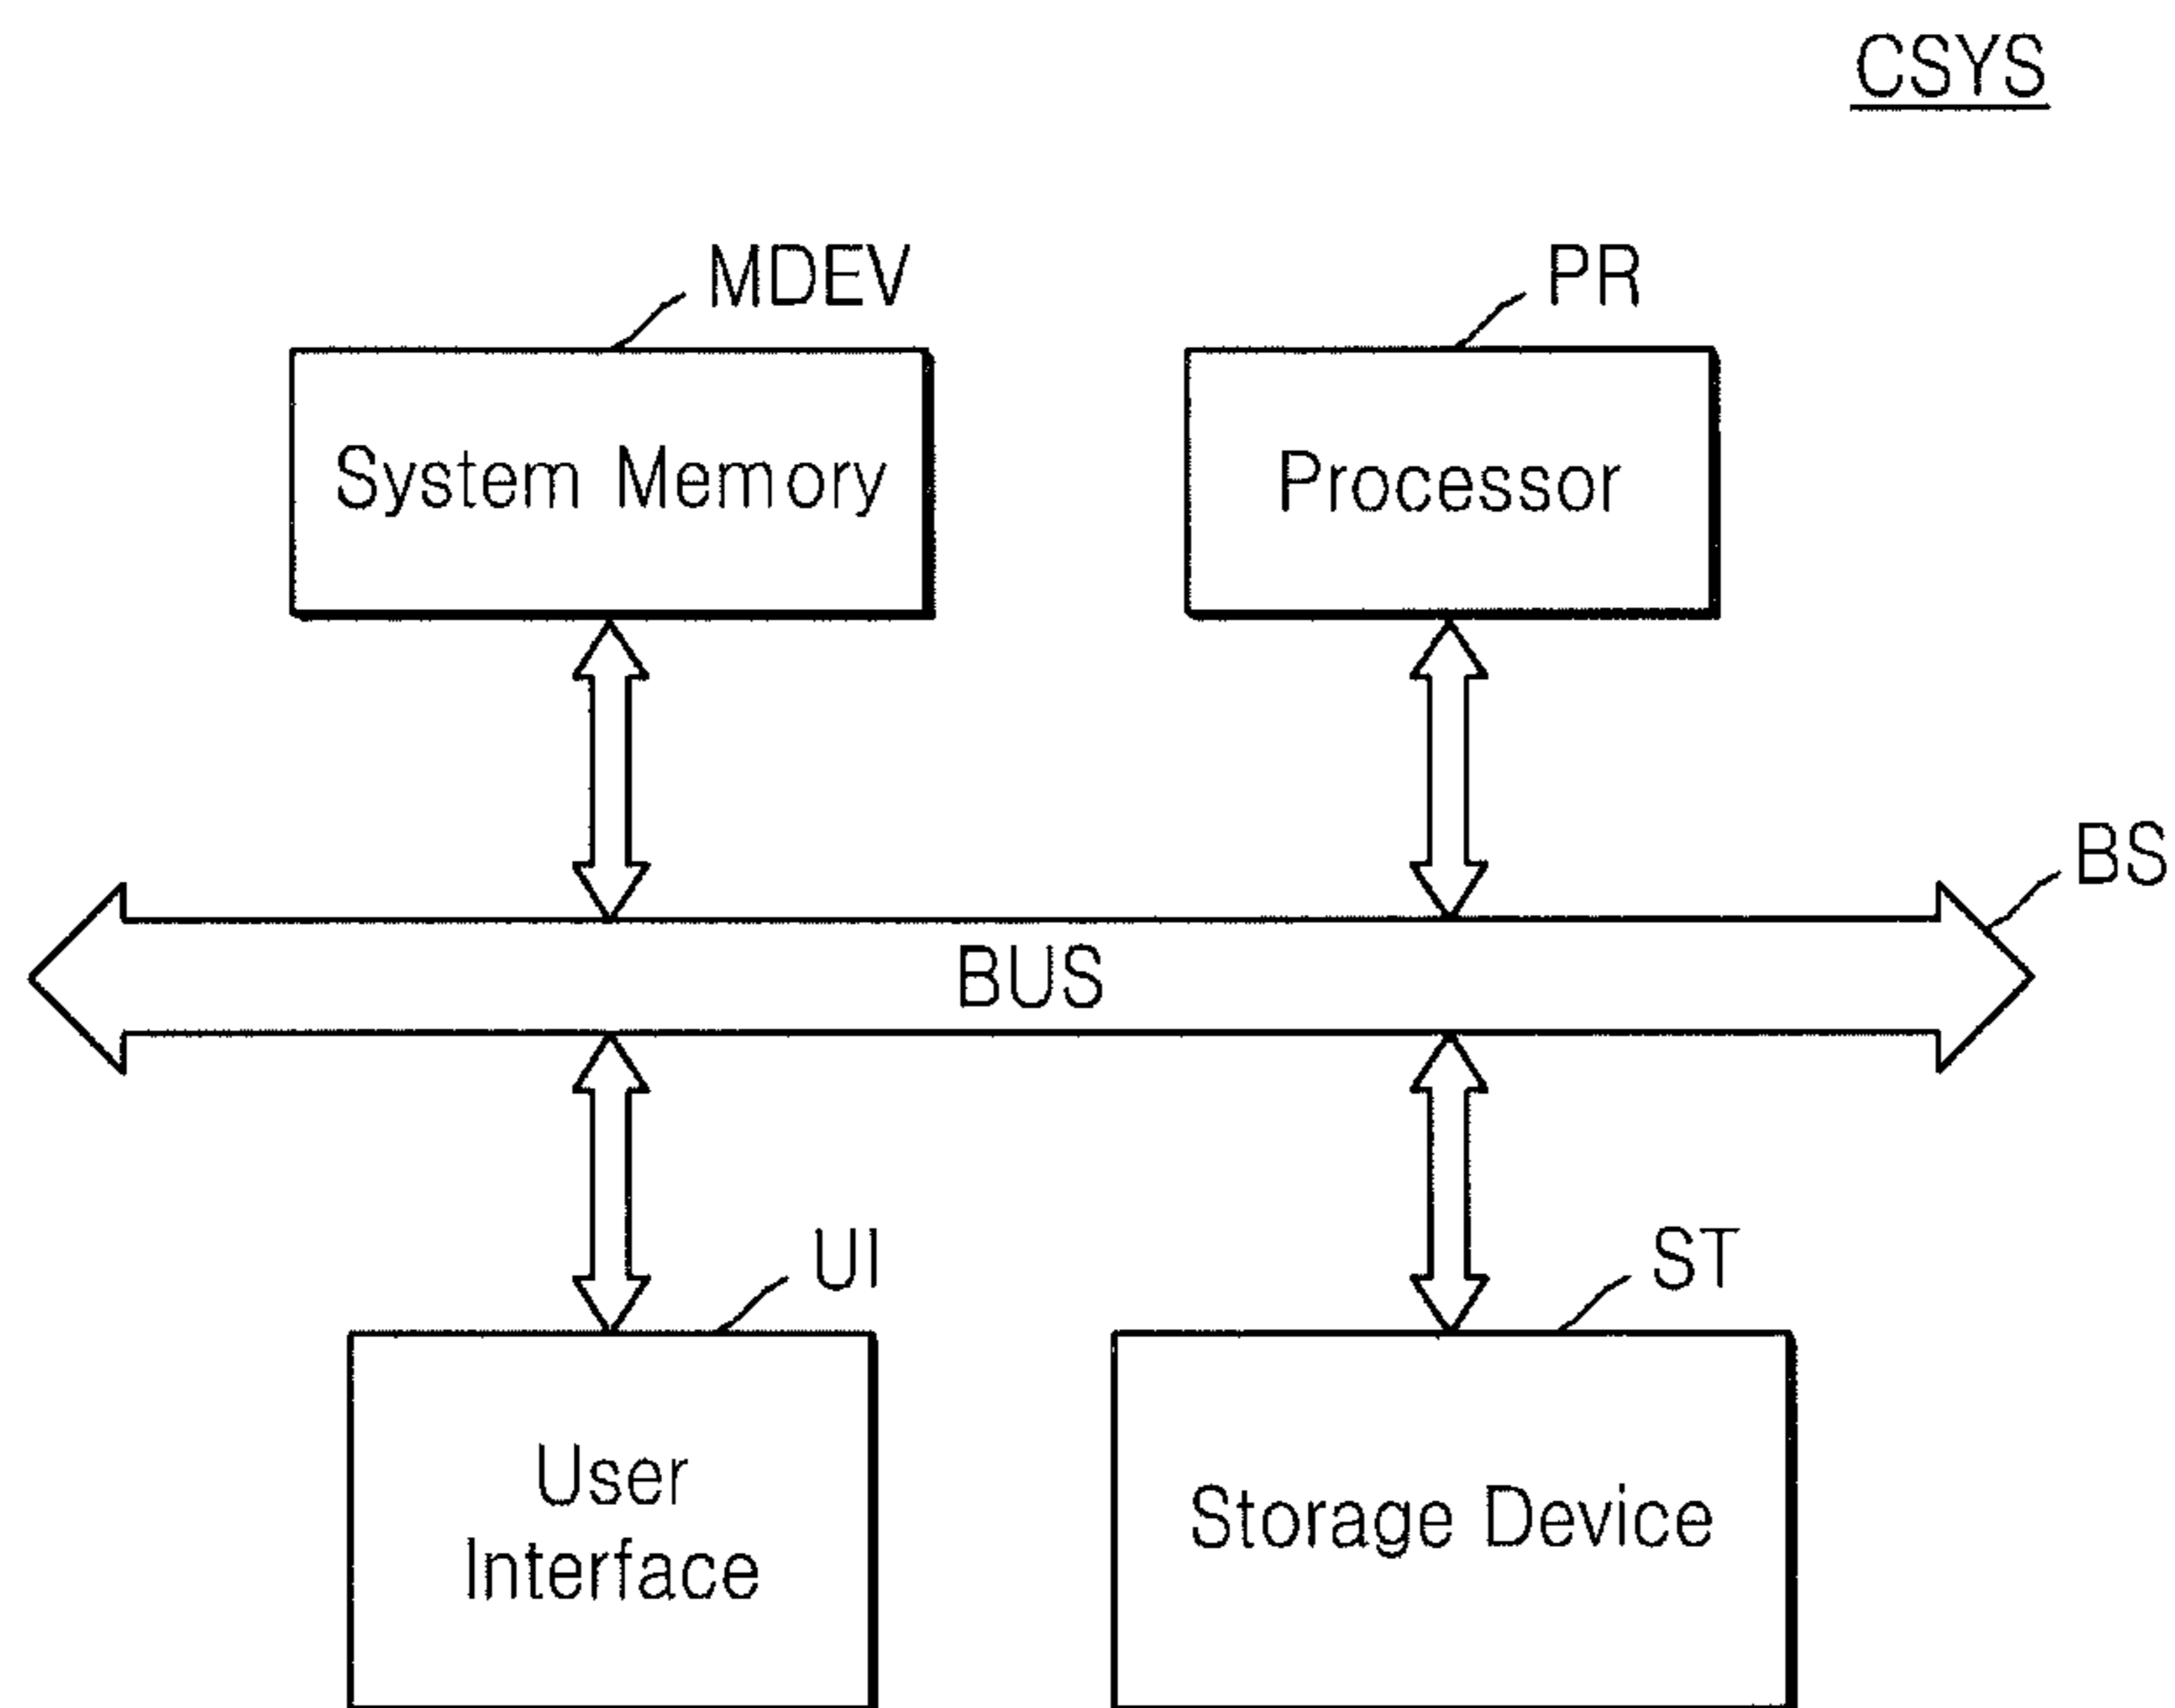 CSYS
MDEV
PR
System Memory
Processor
BS
BUS
UI
ST
User
Interface
Storage Device